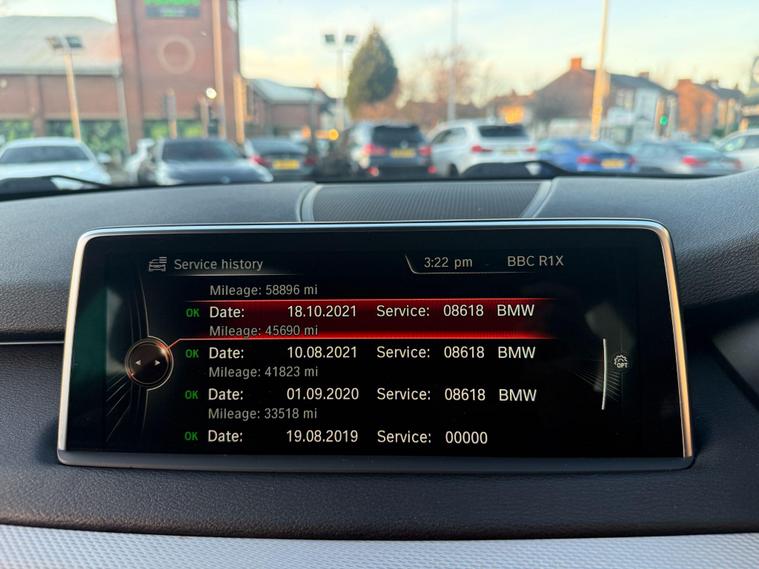 Service history 3:22 pm BBC R1X
Mileage: 58896 mi
OK Date: 18.10.2021 Service: 08618 BMW
Mileage: 45690 mi
OK Date: 10.08.2021 Service: 08618 BMW
Mileage: 41823 mi
OK Date: 01.09.2020 Service: 08618 BMW
Mileage: 33518 mi
OK Date: 19.08.2019 Service: 00000
OPT